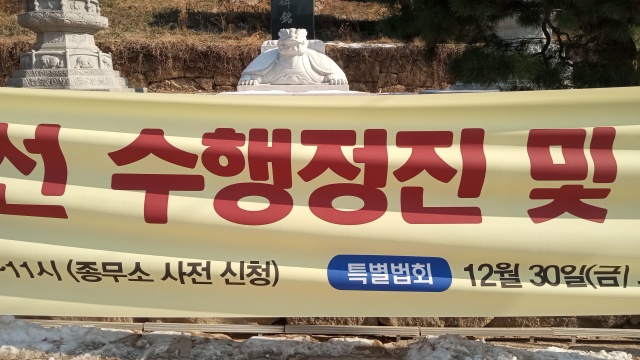 선 수행정진 및
·11시 (종무소 사전 신청) 특별법회 12월 30일(금)